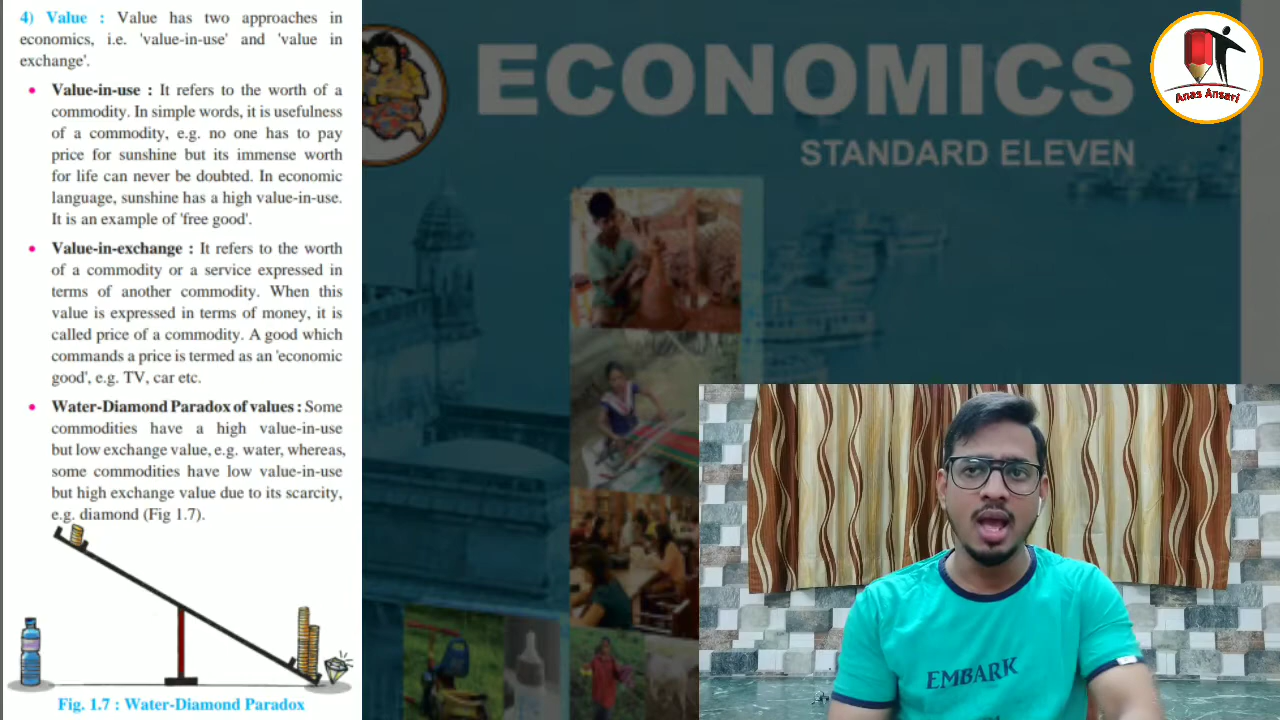 4) Value : Value has two approaches in
economics, i.e. 'value-in-use' and 'value in
exchange'.
• Value-in-use : It refers to the worth of a
commodity. In simple words, it is usefulness
of a commodity, e.g. no one has to pay
price for sunshine but its immense worth
for life can never be doubted. In economic
language, sunshine has a high value-in-use.
It is an example of 'free good'.
• Value-in-exchange : It refers to the worth
of a commodity or a service expressed in
terms of another commodity. When this
value is expressed in terms of money, it is
called price of a commodity. A good which
commands a price is termed as an 'economic
good', e.g. TV, car etc.
• Water-Diamond Paradox of values : Some
commodities have a high value-in-use
but low exchange value, e.g. water, whereas,
some commodities have low value-in-use
but high exchange value due to its scarcity,
e.g. diamond (Fig 1.7).
Fig. 1.7 : Water-Diamond Paradox
ECONOMICS
STANDARD ELEVEN
Anas Ansari
EMBARK